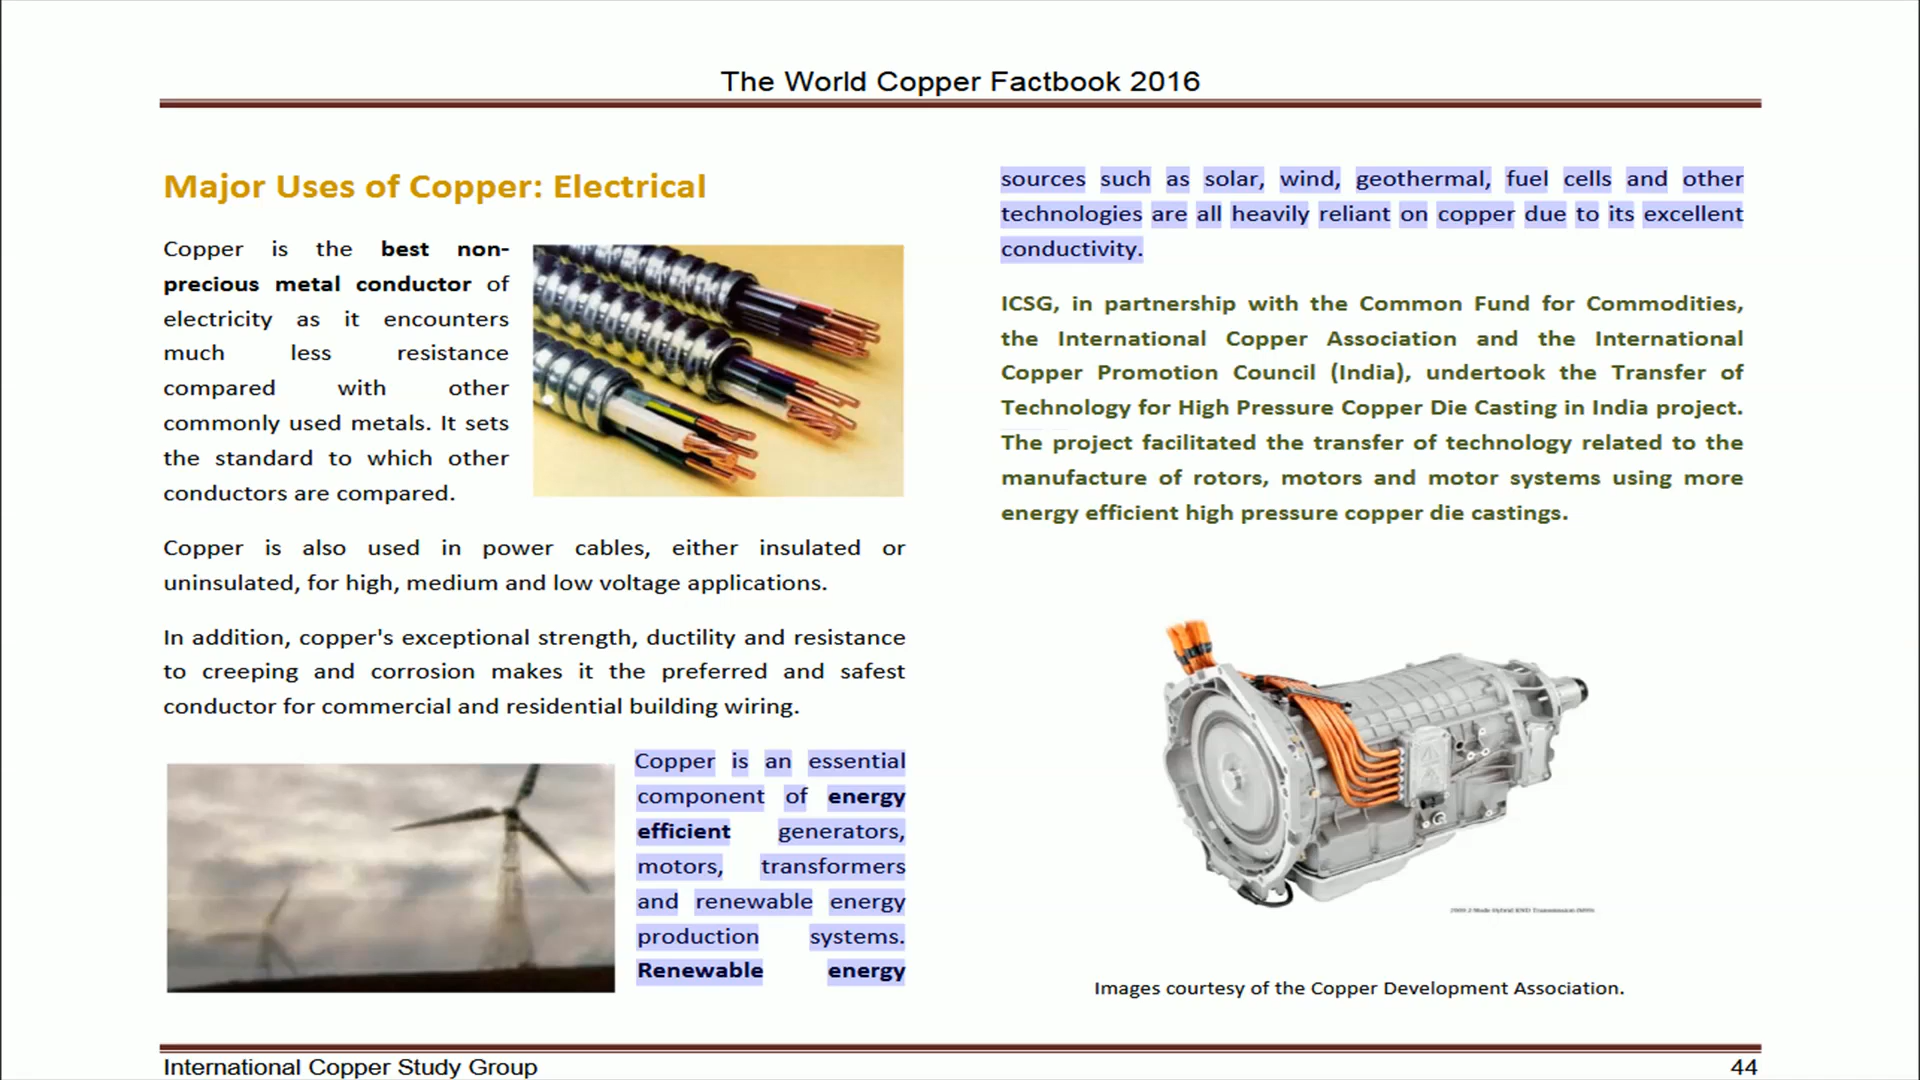 The World Copper Factbook 2016
Major Uses of Copper: Electrical
Copper is the best non-
precious metal conductor of
electricity as it encounters
much less resistance
compared with other
commonly used metals. It sets
the standard to which other
conductors are compared.
Copper is also used in power cables, either insulated or
uninsulated, for high, medium and low voltage applications.
In addition, copper's exceptional strength, ductility and resistance
to creeping and corrosion makes it the preferred and safest
conductor for commercial and residential building wiring.
Copper is an essential
component of energy
efficient generators,
motors, transformers
and renewable energy
production systems.
Renewable energy
sources such as solar, wind, geothermal, fuel cells and other
technologies are all heavily reliant on copper due to its excellent
conductivity.
ICSG, in partnership with the Common Fund for Commodities,
the International Copper Association and the International
Copper Promotion Council (India), undertook the Transfer of
Technology for High Pressure Copper Die Casting in India project.
The project facilitated the transfer of technology related to the
manufacture of rotors, motors and motor systems using more
energy efficient high pressure copper die castings.
Images courtesy of the Copper Development Association.
International Copper Study Group
44